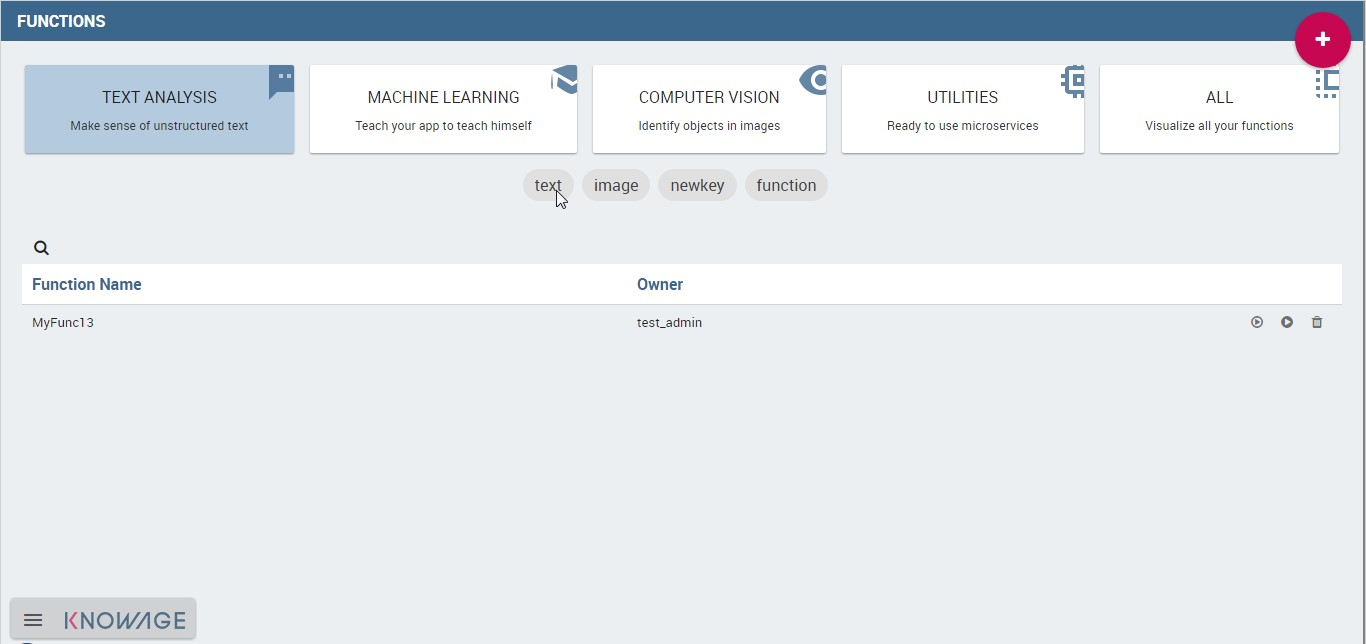 FUNCTIONS
+
TEXT ANALYSIS
Make sense of unstructured text
MACHINE LEARNING
Teach your app to teach himself
COMPUTER VISION
Identify objects in images
UTILITIES
Ready to use microservices
ALL
Visualize all your functions
text image newkey function
Function Name Owner
MyFunc13 test_admin
KNOWAGE